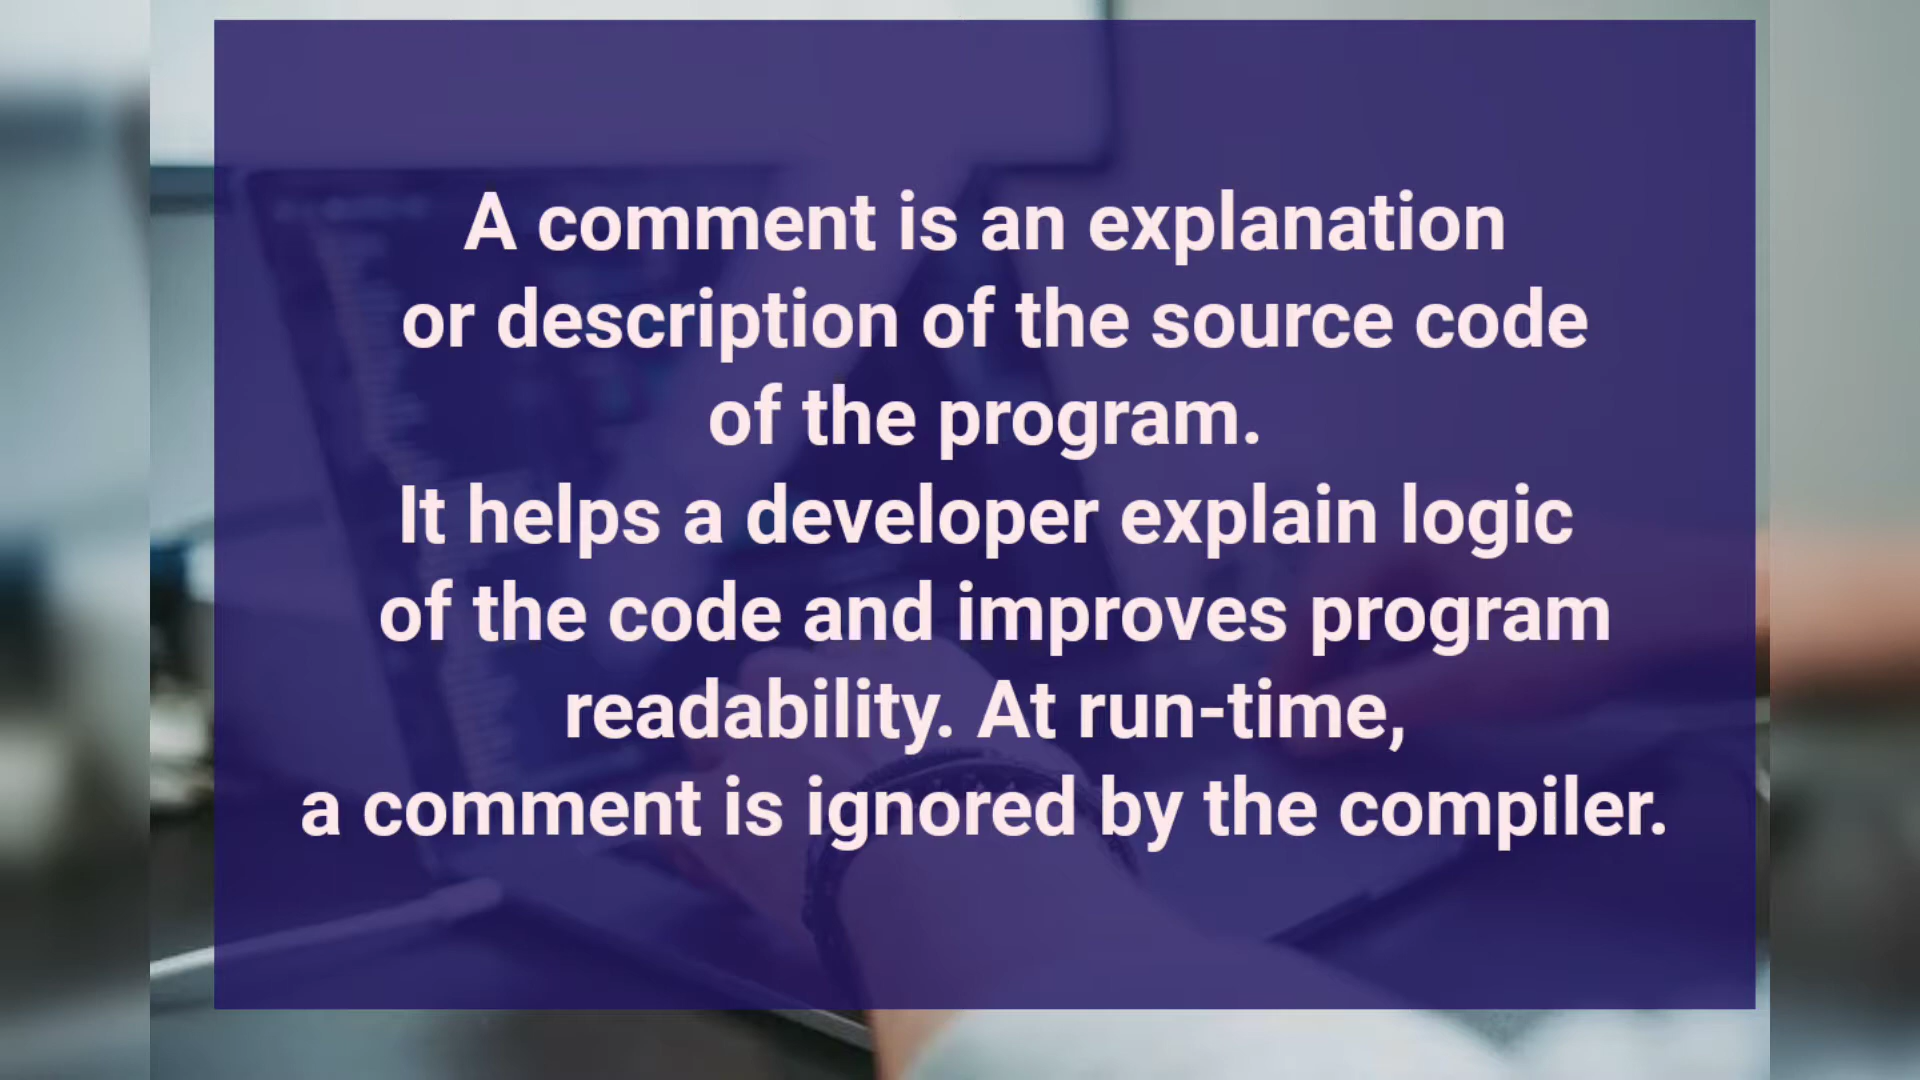 A comment is an explanation
or description of the source code
of the program.
It helps a developer explain logic
of the code and improves program
readability. At run-time,
a comment is ignored by the compiler.